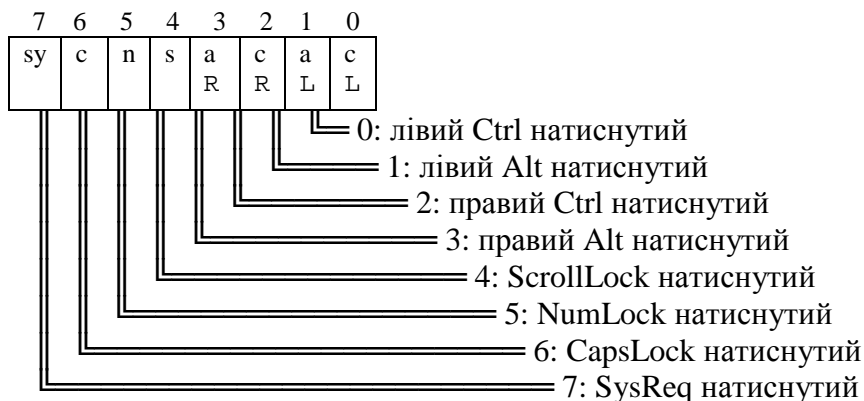 7 6 5 4 3 2 1 0
sy c n s a c a c
R R L L
0: лівий Ctrl натиснутий
1: лівий Alt натиснутий
2: правий Ctrl натиснутий
3: правий Alt натиснутий
4: ScrollLock натиснутий
5: NumLock натиснутий
6: CapsLock натиснутий
7: SysReq натиснутий